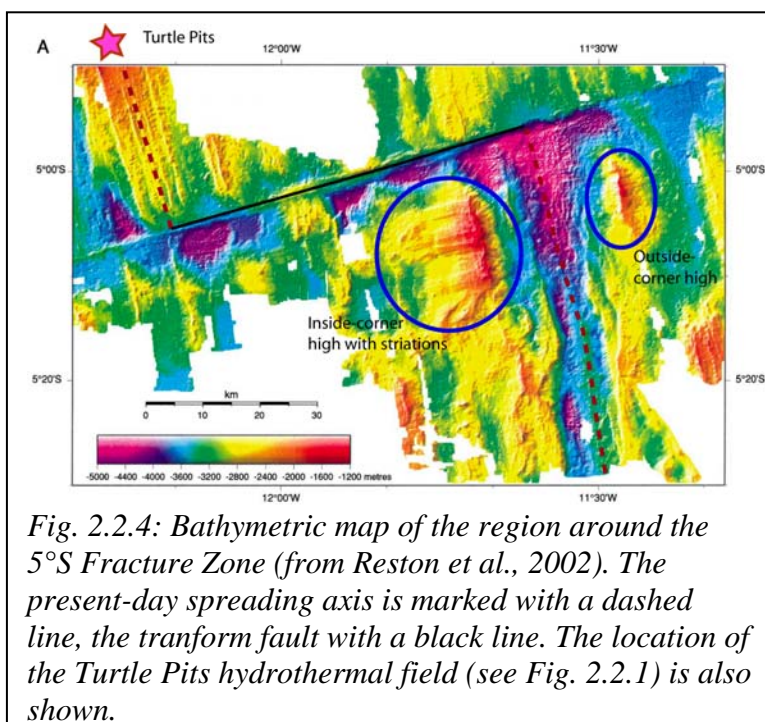 A
Turtle Pits
12°00'W
11°30'W
5°00'S
5°00'S
Outside-
corner high
Inside-corner
high with striations
5°20'S
5°20'S
km
0 10 20 30
-5000 -4400 -3600 -3200 -2800 -2400 -2000 -1600 -1200 metres
12°00'W
11°30'W
Fig. 2.2.4: Bathymetric map of the region around the
5°S Fracture Zone (from Reston et al., 2002). The
present-day spreading axis is marked with a dashed
line, the tranform fault with a black line. The location of
the Turtle Pits hydrothermal field (see Fig. 2.2.1) is also
shown.